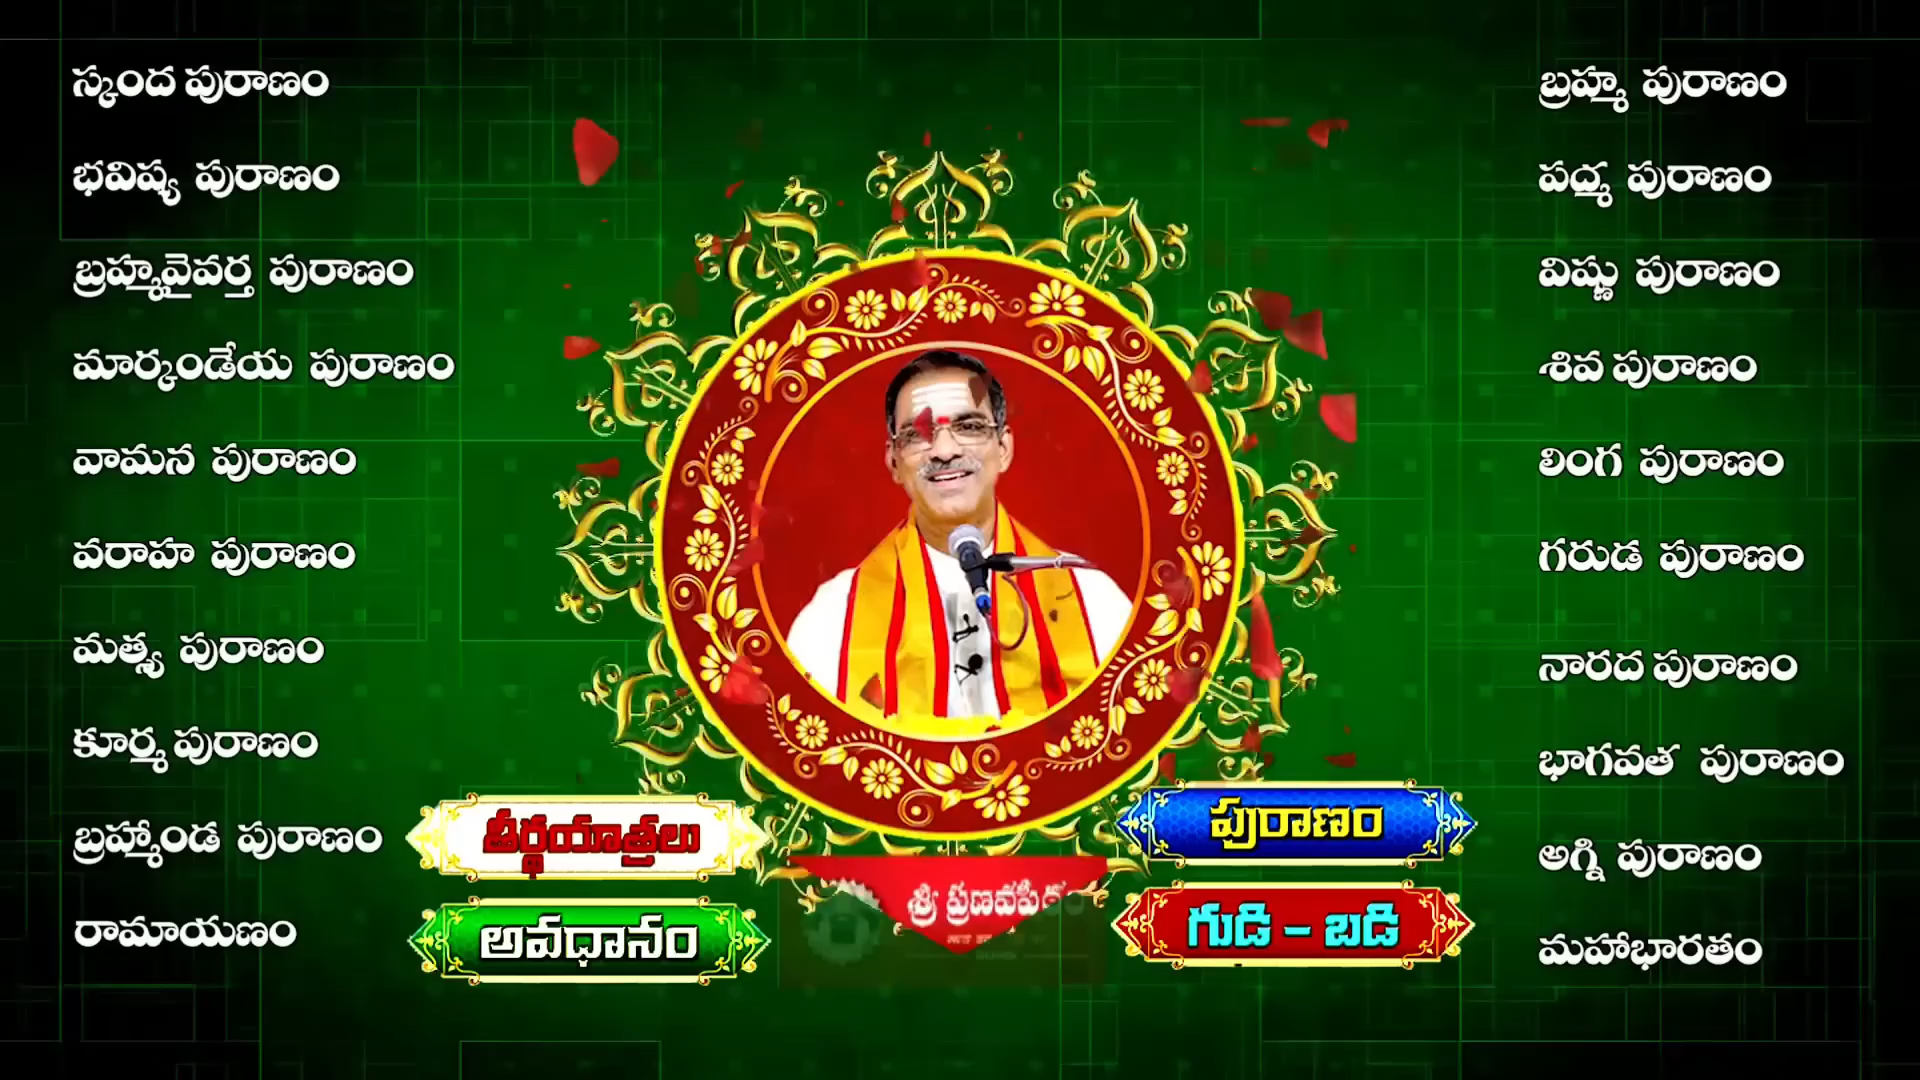 స్కంద పురాణం
భవిష్య పురాణం
బ్రహ్మవైవర్త పురాణం
మార్కండేయ పురాణం
వామన పురాణం
వరాహ పురాణం
మత్స్య పురాణం
కూర్మ పురాణం
బ్రహ్మాండ పురాణం
రామాయణం
తీర్థయాత్రలు
అవధానం
శ్రీ ప్రణవపీఠం
పురాణం
గుడి – బడి
బ్రహ్మ పురాణం
పద్మ పురాణం
విష్ణు పురాణం
శివ పురాణం
లింగ పురాణం
గరుడ పురాణం
నారద పురాణం
భాగవత పురాణం
అగ్ని పురాణం
మహాభారతం